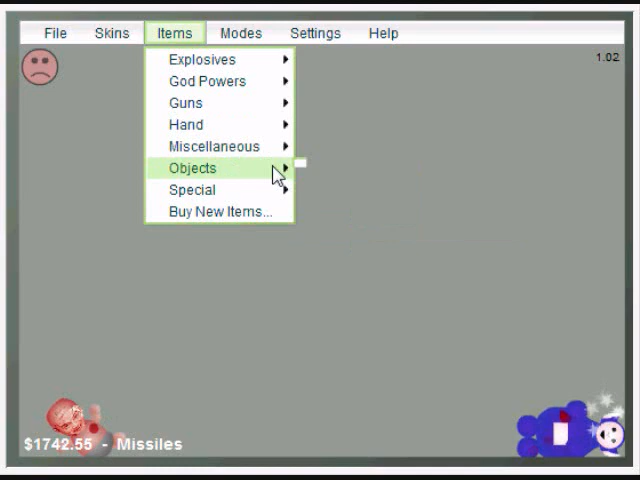 File Skins Items Modes Settings Help
1.02
Explosives
God Powers
Guns
Hand
Miscellaneous
Objects
Special
Buy New Items...
$1742.55 - Missiles